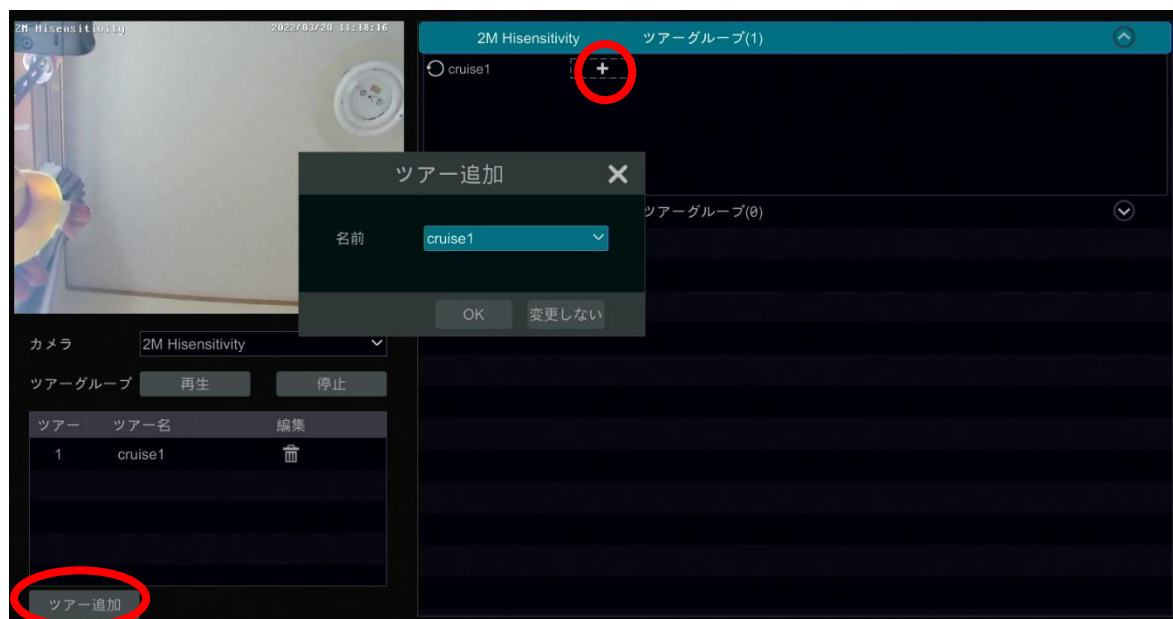 2M Hisensitivity 2022/03/20 11:18:16
2M Hisensitivity ツアーグループ(1)
cruise1 +
ツアー追加
名前 cruise1
OK 変更しない
ツアーグループ(0)
カメラ 2M Hisensitivity
ツアーグループ 再生 停止
ツアー ツアー名 編集
1 cruise1
ツアー追加